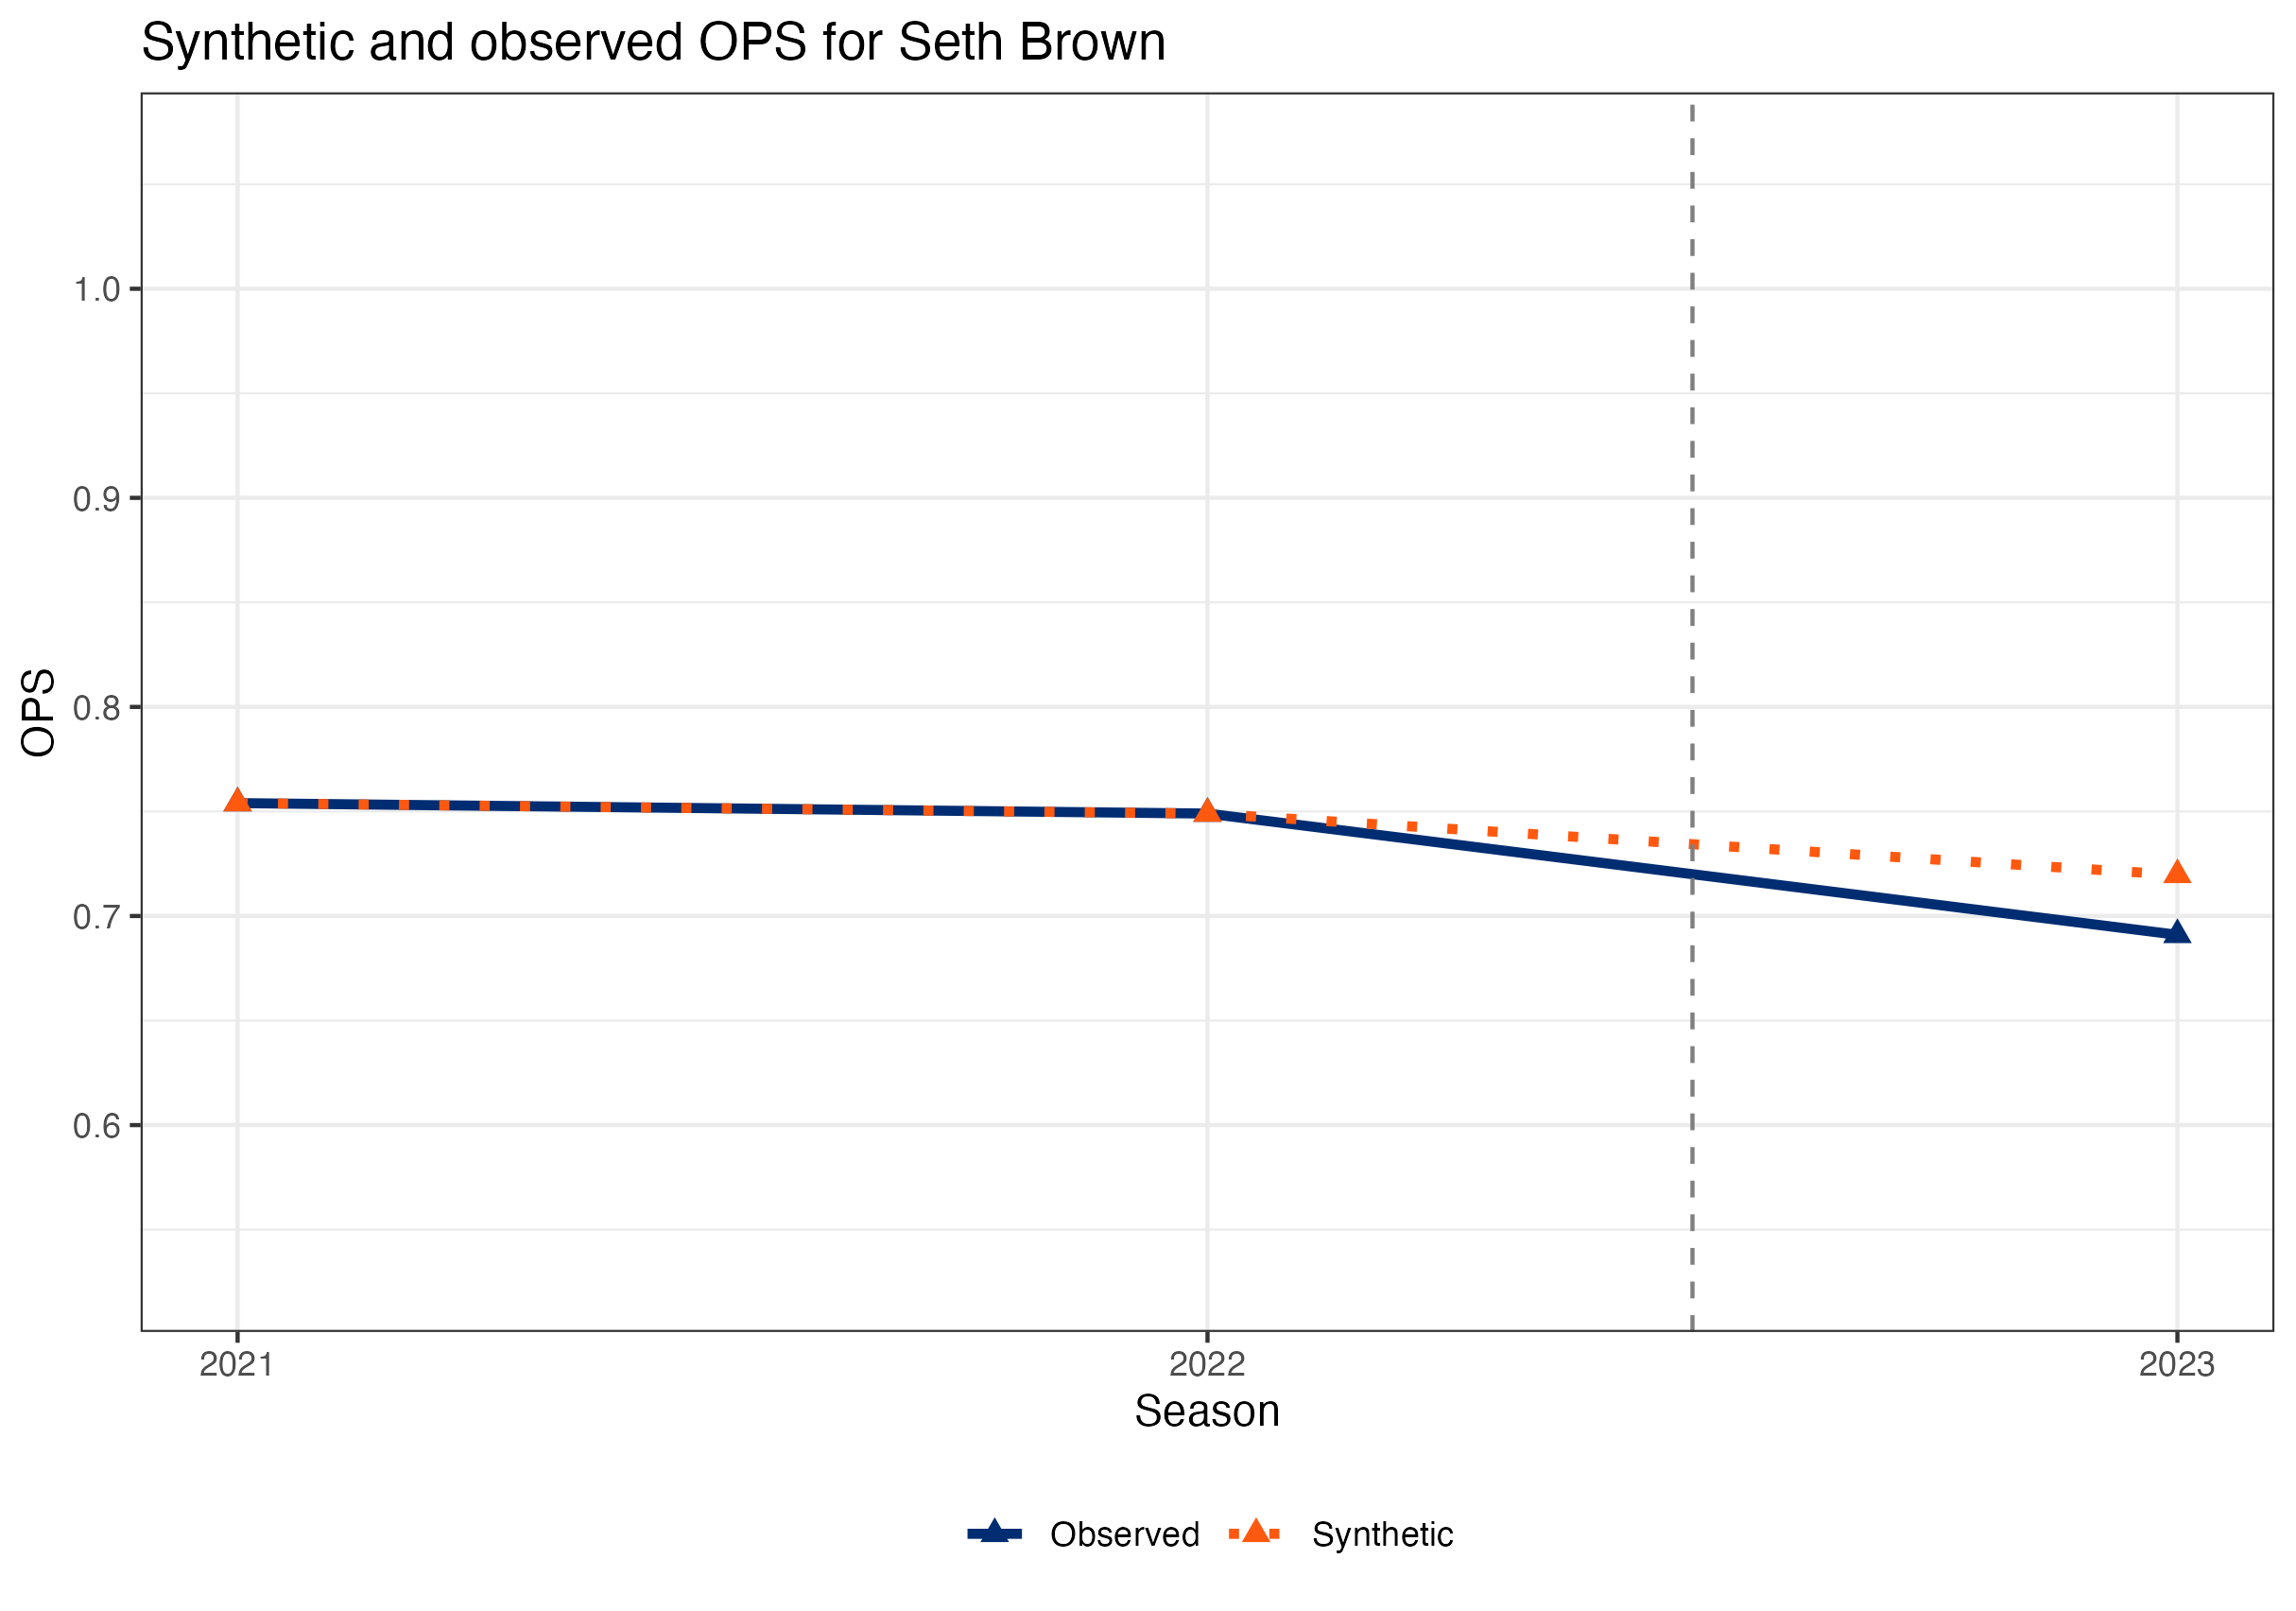 Synthetic and observed OPS for Seth Brown
1.0
0.9
0.8
0.7
0.6
OPS
2021 2022 2023
Season
Observed Synthetic